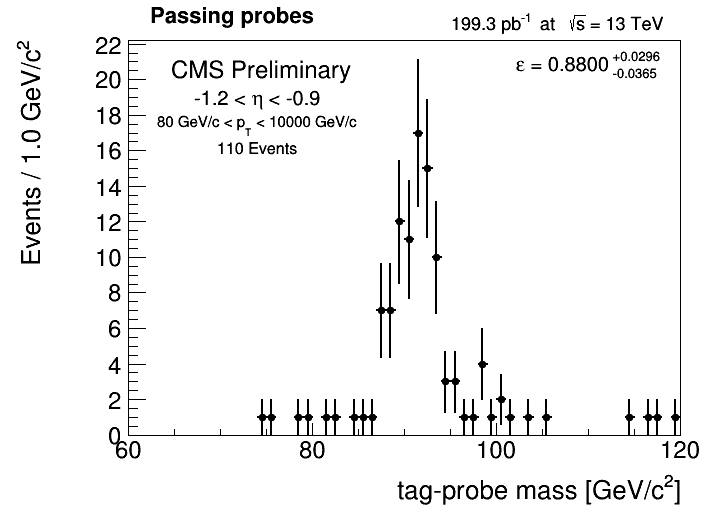 Passing probes
199.3 pb-1 at √s = 13 TeV
Events / 1.0 GeV/c2
22
20
18
16
14
12
10
8
6
4
2
0
CMS Preliminary
-1.2 < η < -0.9
80 GeV/c < pT < 10000 GeV/c
110 Events
ε = 0.8800 +0.0296 -0.0365
60 80 100 120
tag-probe mass [GeV/c2]